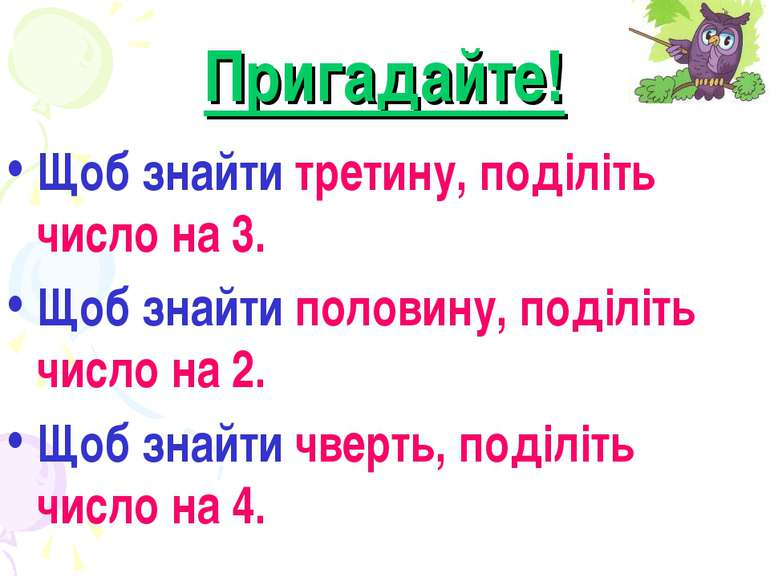 Пригадайте!
• Щоб знайти третину, поділіть
число на 3.
• Щоб знайти половину, поділіть
число на 2.
• Щоб знайти чверть, поділіть
число на 4.